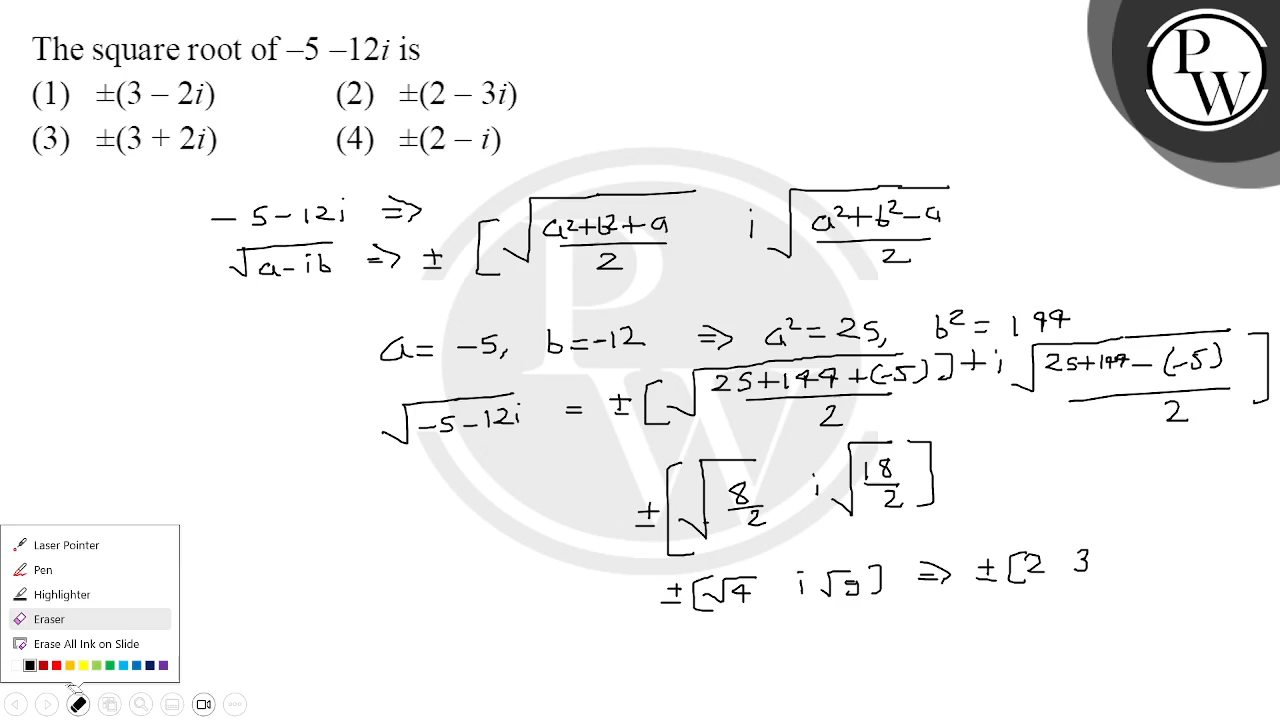 The square root of –5 –12i is
(1) ±(3 – 2i) (2) ±(2 – 3i)
(3) ±(3 + 2i) (4) ±(2 – i)
PW
- 5 - 12i ⇒
√(a - ib) ⇒ ± [ √((a² + b² + a)/2) i √((a² + b² - a)/2)
a = -5, b = -12 ⇒ a² = 25, b² = 144
√(-5 - 12i) = ± [ √((25 + 144 + (-5))/2) ] + i √((25 + 144 - (-5))/2) ]
± [ √(8/2) i √(18/2) ]
± [√4 i √9 ] ⇒ ± [2 3
Laser Pointer
Pen
Highlighter
Eraser
Erase All Ink on Slide